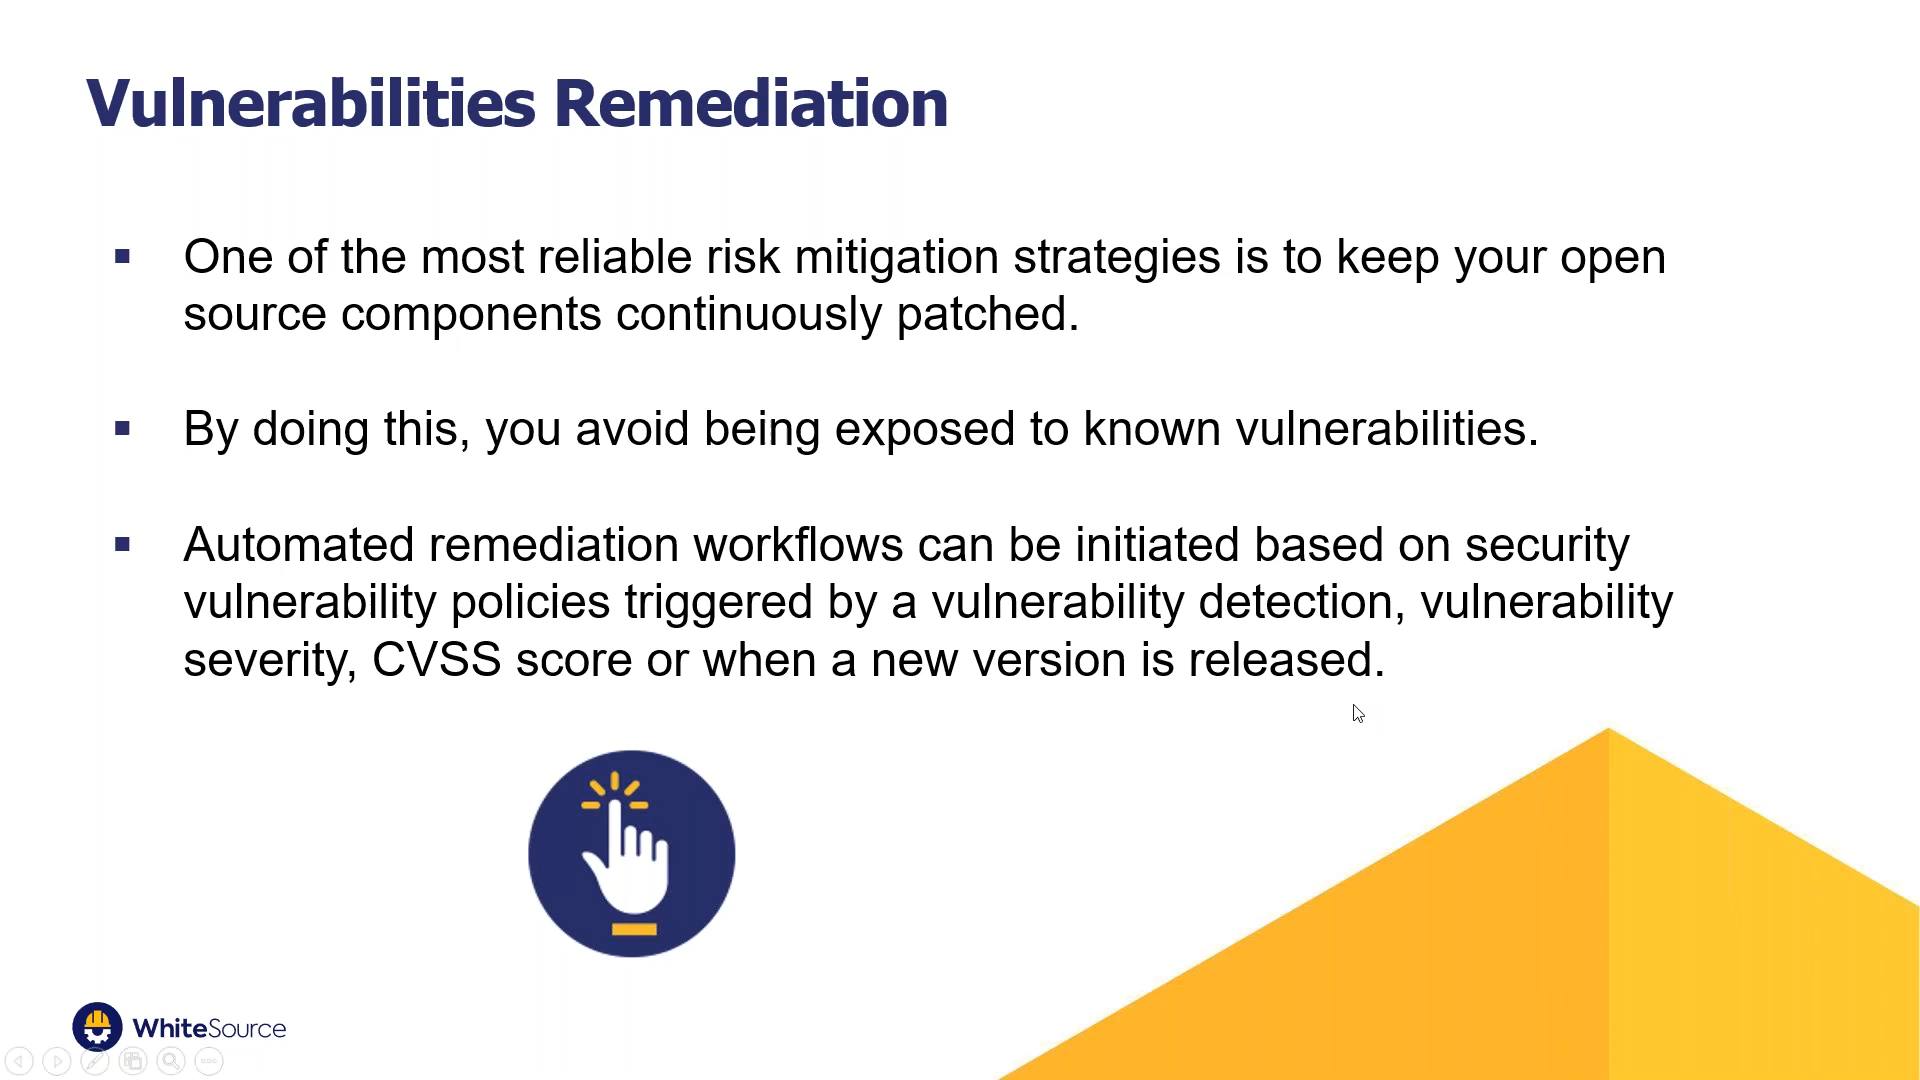 Vulnerabilities Remediation
▪ One of the most reliable risk mitigation strategies is to keep your open
source components continuously patched.
▪ By doing this, you avoid being exposed to known vulnerabilities.
▪ Automated remediation workflows can be initiated based on security
vulnerability policies triggered by a vulnerability detection, vulnerability
severity, CVSS score or when a new version is released.
WhiteSource